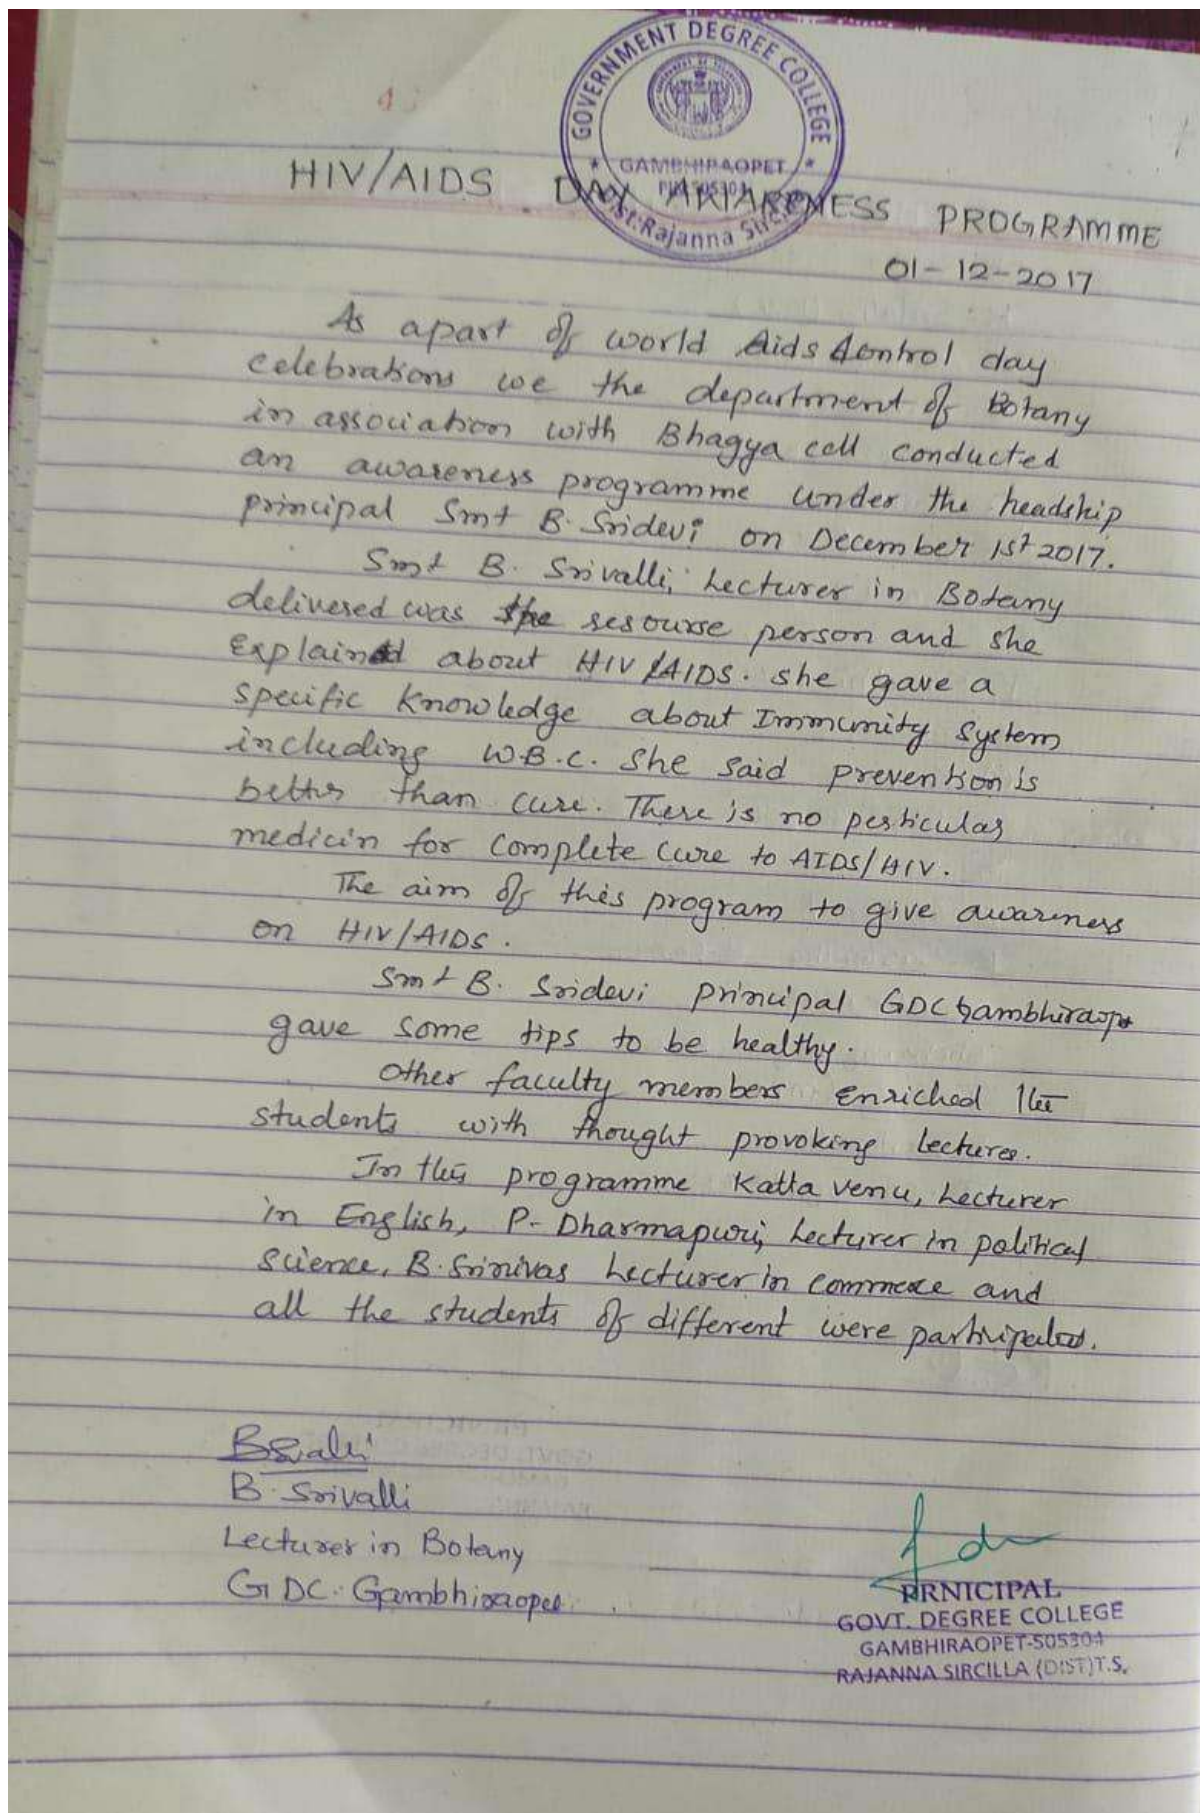 GOVERNMENT DEGREE COLLEGE
* GAMBHIRAOPET *
PIN-505304
Dist:Rajanna Sircilla
HIV/AIDS DAY AWARENESS PROGRAMME
01-12-2017
As apart of world Aids Control day
celebrations we the department of Botany
in association with Bhagya cell conducted
an awareness programme under the headship
principal Smt B. Sridevi on December 1st 2017.
Smt B. Srivalli, Lecturer in Botany
delivered was the resourse person and she
Explained about HIV/AIDS. she gave a
specific knowledge about Immunity System
including W.B.C. She said prevention is
better than cure. There is no perticular
medicin for complete cure to AIDS/HIV.
The aim of this program to give awareness
on HIV/AIDS.
Smt B. Sridevi principal GDC Gambhiraopt
gave some tips to be healthy.
Other faculty members enriched the
students with thought provoking lectures.
In this programme Katta venu, Lecturer
in English, P. Dharmapuri, Lecturer in political
science, B. Srinivas Lecturer in commerce and
all the students of different were participated.
B. Srivalli
Lecturer in Botany
GDC. Gambhiraopet.
PRNICIPAL
GOVT. DEGREE COLLEGE
GAMBHIRAOPET-505304
RAJANNA SIRCILLA (DIST)T.S.